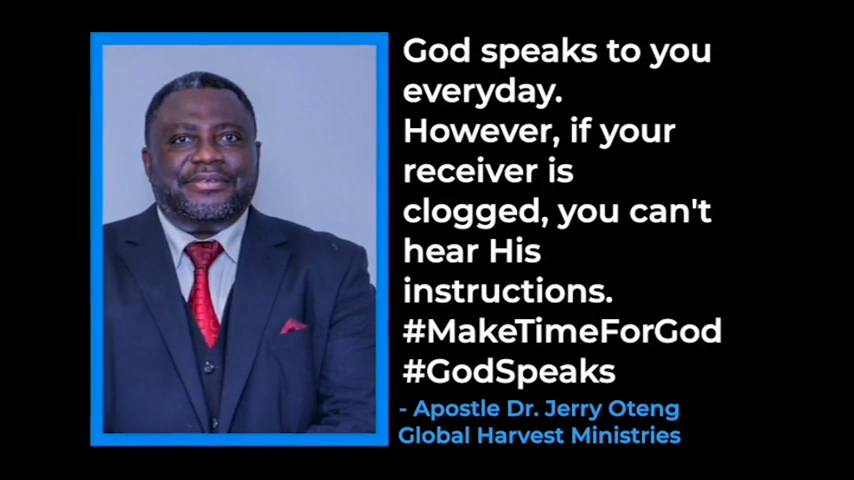 God speaks to you
everyday.
However, if your
receiver is
clogged, you can't
hear His
instructions.
#MakeTimeForGod
#GodSpeaks
- Apostle Dr. Jerry Oteng
Global Harvest Ministries